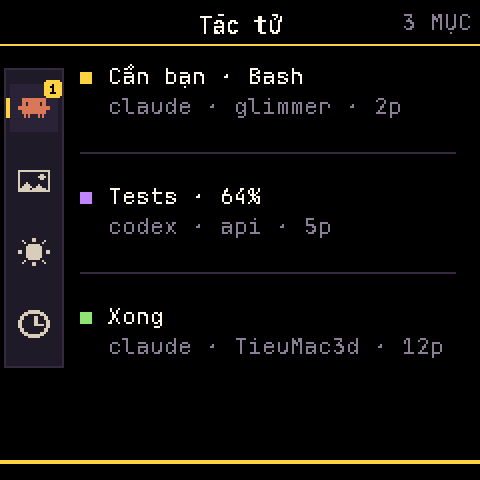 Tác tử
3 MỤC
1
Cần bạn · Bash
claude · glimmer · 2p
Tests · 64%
codex · api · 5p
Xong
claude · TieuMac3d · 12p